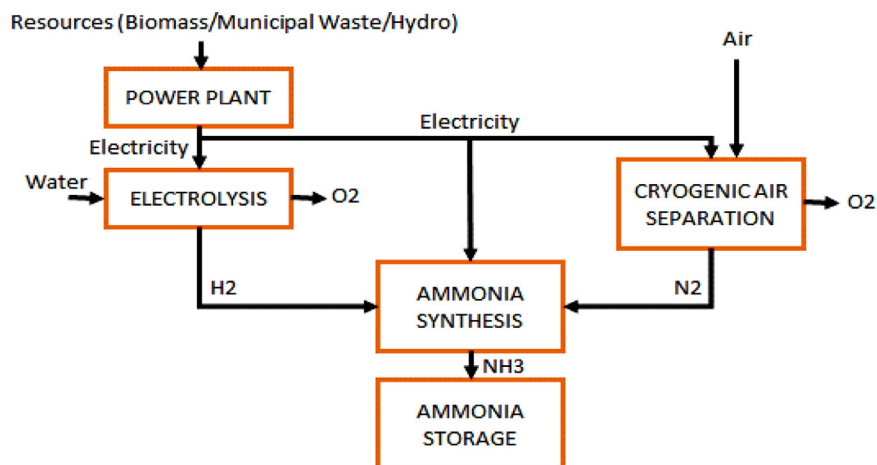 Resources (Biomass/Municipal Waste/Hydro)
Air
POWER PLANT
Electricity
Electricity
Water
ELECTROLYSIS
O2
CRYOGENIC AIR
SEPARATION
O2
H2
AMMONIA
SYNTHESIS
N2
NH3
AMMONIA
STORAGE